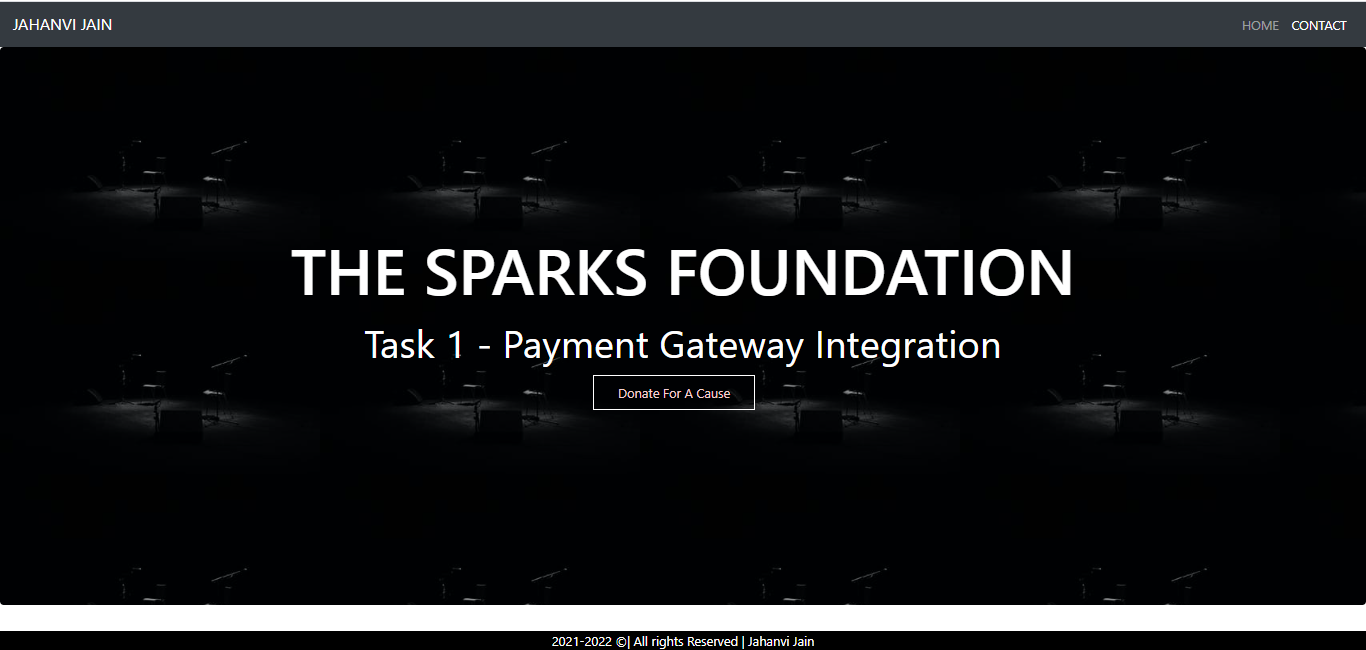 JAHANVI JAIN
HOME CONTACT
THE SPARKS FOUNDATION
Task 1 - Payment Gateway Integration
Donate For A Cause
2021-2022 ©| All rights Reserved | Jahanvi Jain